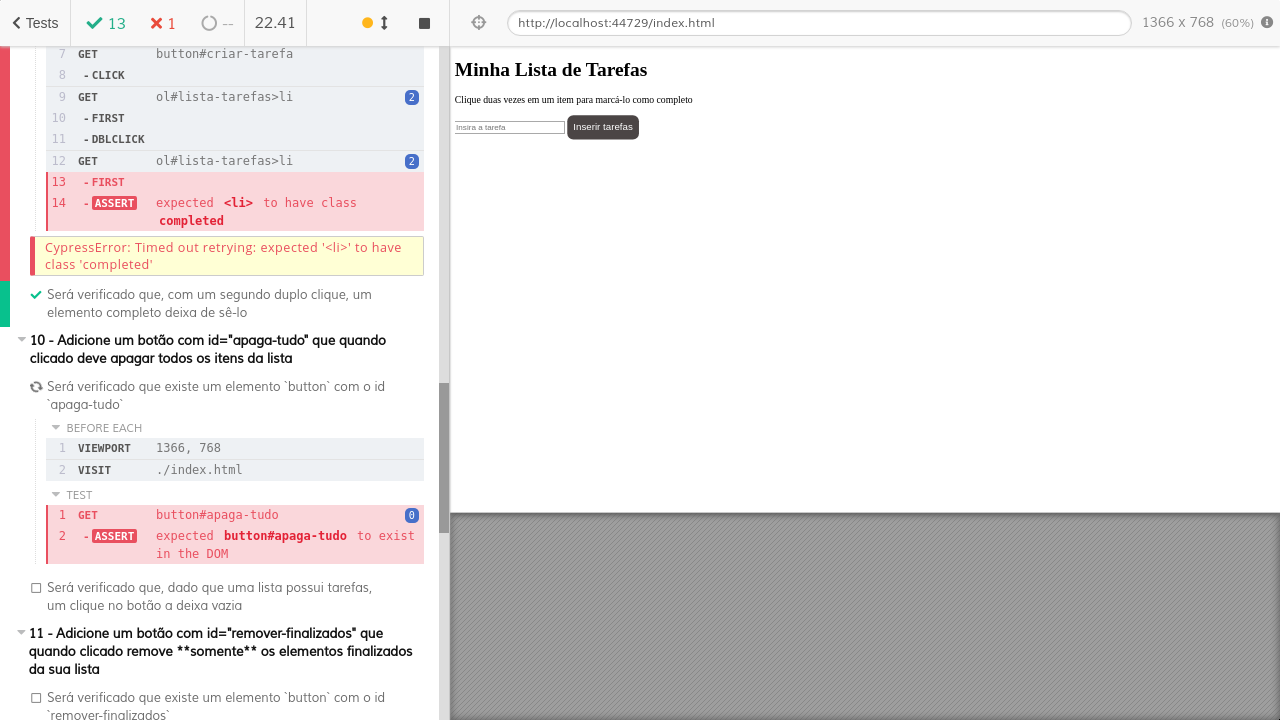 Tests
13
1
--
22.41
http://localhost:44729/index.html
1366 x 768 (60%)
7 GET button#criar-tarefa
8 - CLICK
9 GET ol#lista-tarefas>li 2
10 - FIRST
11 - DBLCLICK
12 GET ol#lista-tarefas>li 2
13 - FIRST
14 - ASSERT expected <li> to have class
completed
CypressError: Timed out retrying: expected '<li>' to have
class 'completed'
Será verificado que, com um segundo duplo clique, um
elemento completo deixa de sê-lo
10 - Adicione um botão com id="apaga-tudo" que quando
clicado deve apagar todos os itens da lista
Será verificado que existe um elemento `button` com o id
`apaga-tudo`
BEFORE EACH
1 VIEWPORT 1366, 768
2 VISIT ./index.html
TEST
1 GET button#apaga-tudo 0
2 - ASSERT expected button#apaga-tudo to exist
in the DOM
Será verificado que, dado que uma lista possui tarefas,
um clique no botão a deixa vazia
11 - Adicione um botão com id="remover-finalizados" que
quando clicado remove **somente** os elementos finalizados
da sua lista
Será verificado que existe um elemento `button` com o id
`remover-finalizados`
Minha Lista de Tarefas
Clique duas vezes em um item para marcá-lo como completo
Insira a tarefa
Inserir tarefas